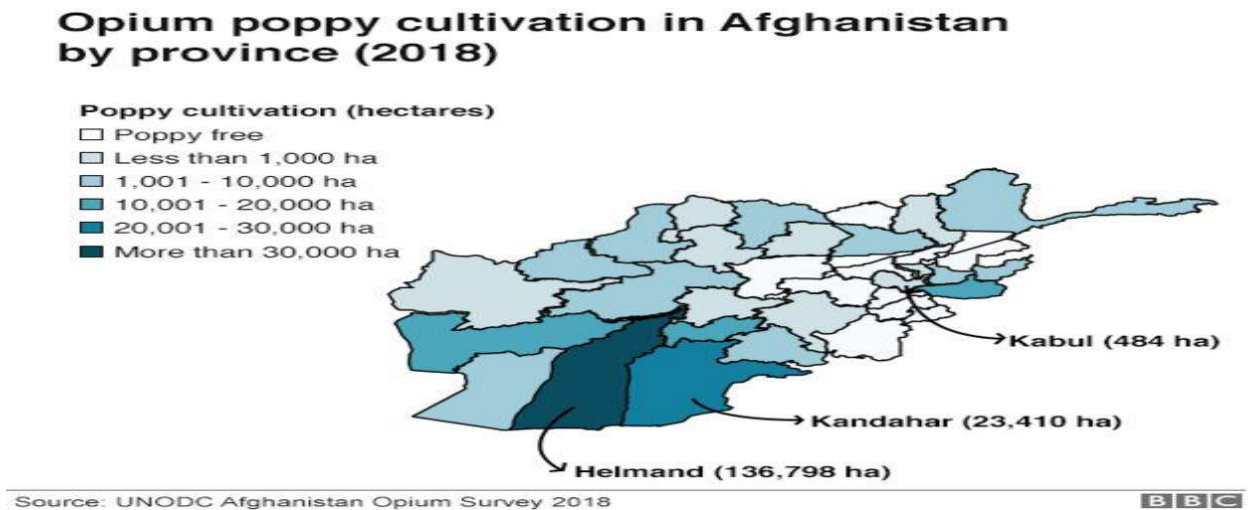 Opium poppy cultivation in Afghanistan
by province (2018)
Poppy cultivation (hectares)
Poppy free
Less than 1,000 ha
1,001 - 10,000 ha
10,001 - 20,000 ha
20,001 - 30,000 ha
More than 30,000 ha
Kabul (484 ha)
Kandahar (23,410 ha)
Helmand (136,798 ha)
Source: UNODC Afghanistan Opium Survey 2018
BBC